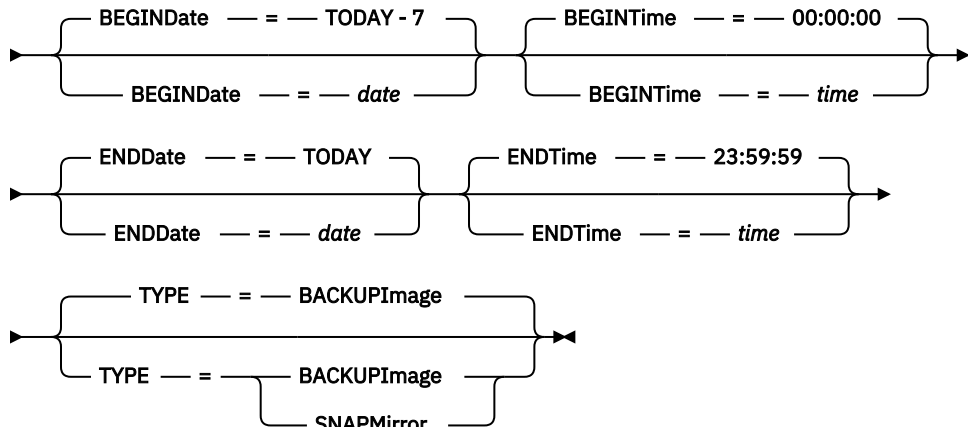 BEGINDate = TODAY - 7 BEGINTime = 00:00:00
BEGINDate = date BEGINTime = time
ENDDate = TODAY ENDTime = 23:59:59
ENDDate = date ENDTime = time
TYPE = BACKUPImage
TYPE = BACKUPImage
SNAPMirror